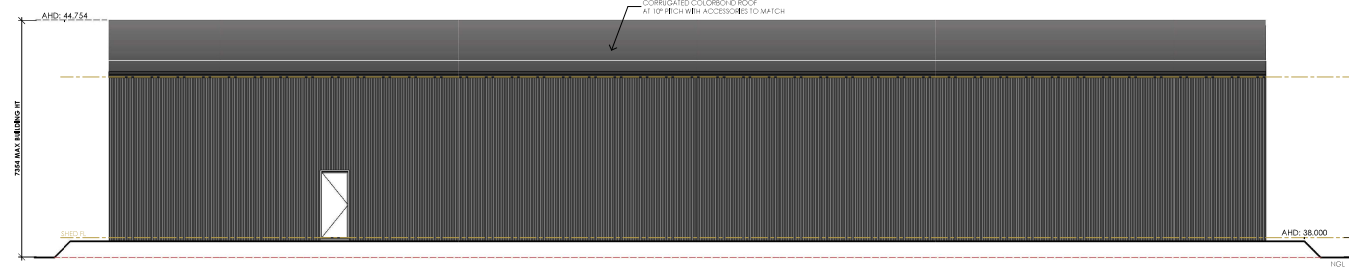 CORRUGATED COLORBOND ROOF
AT 10° PITCH WITH ACCESSORIES TO MATCH
AHD: 44.754
7354 MAX BUILDING HT
SHED FL
AHD: 38.000
NGL